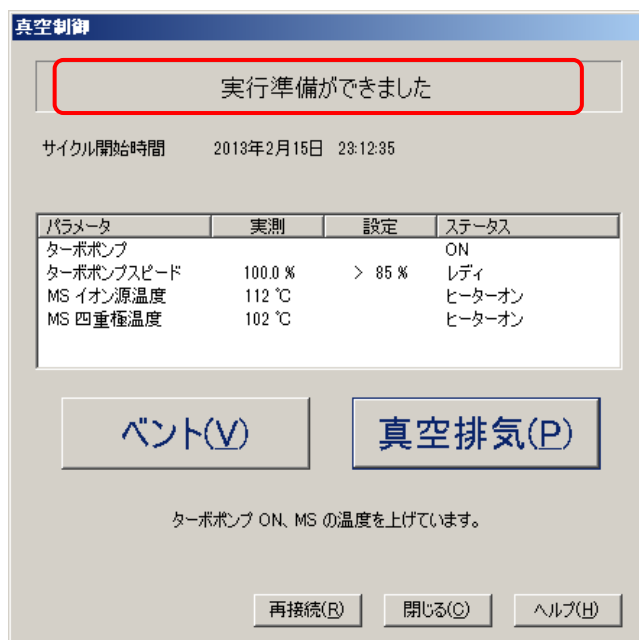 真空制御
実行準備ができました
サイクル開始時間 2013年2月15日 23:12:35
パラメータ 実測 設定 ステータス
ターボポンプ ON
ターボポンプスピード 100.0 % > 85 % レディ
MS イオン源温度 112 ℃ ヒーターオン
MS 四重極温度 102 ℃ ヒーターオン
ベント(V) 真空排気(P)
ターボポンプ ON、MS の温度を上げています。
再接続(R) 閉じる(C) ヘルプ(H)